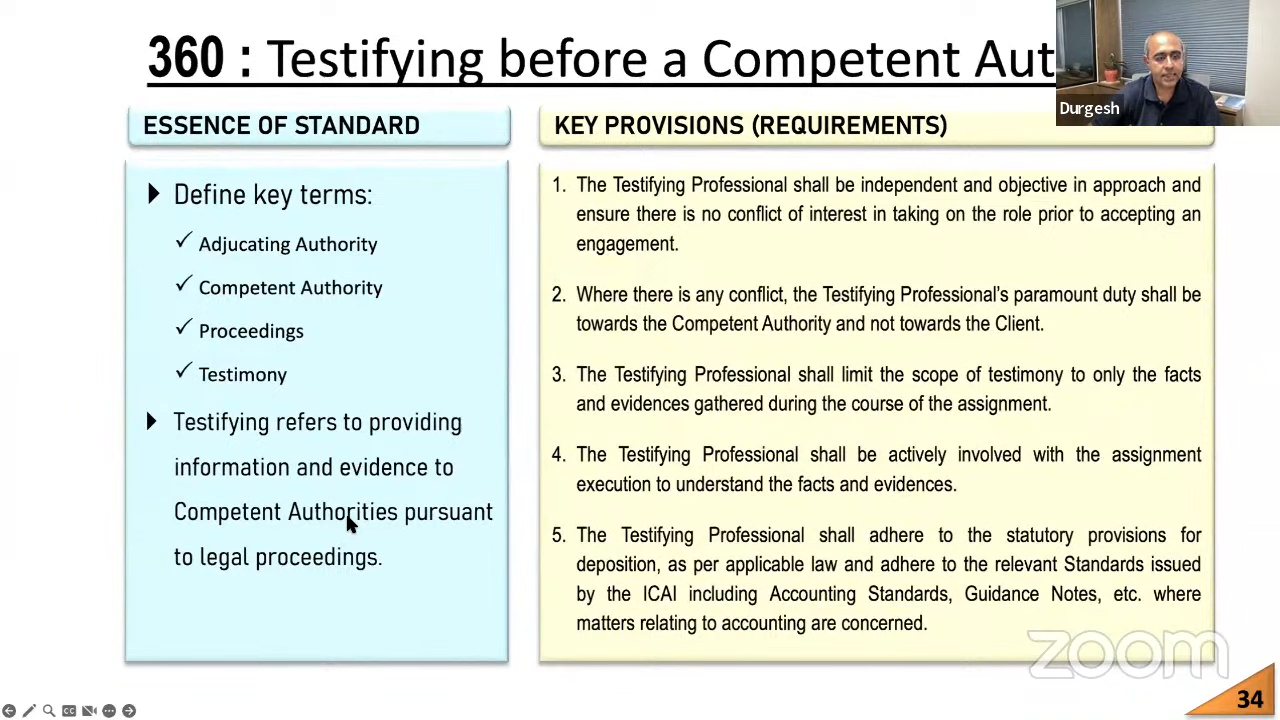 360 : Testifying before a Competent Aut
Durgesh
ESSENCE OF STANDARD
Define key terms:
✓ Adjucating Authority
✓ Competent Authority
✓ Proceedings
✓ Testimony
Testifying refers to providing
information and evidence to
Competent Authorities pursuant
to legal proceedings.
KEY PROVISIONS (REQUIREMENTS)
1. The Testifying Professional shall be independent and objective in approach and
ensure there is no conflict of interest in taking on the role prior to accepting an
engagement.
2. Where there is any conflict, the Testifying Professional's paramount duty shall be
towards the Competent Authority and not towards the Client.
3. The Testifying Professional shall limit the scope of testimony to only the facts
and evidences gathered during the course of the assignment.
4. The Testifying Professional shall be actively involved with the assignment
execution to understand the facts and evidences.
5. The Testifying Professional shall adhere to the statutory provisions for
deposition, as per applicable law and adhere to the relevant Standards issued
by the ICAI including Accounting Standards, Guidance Notes, etc. where
matters relating to accounting are concerned.
zoom
34